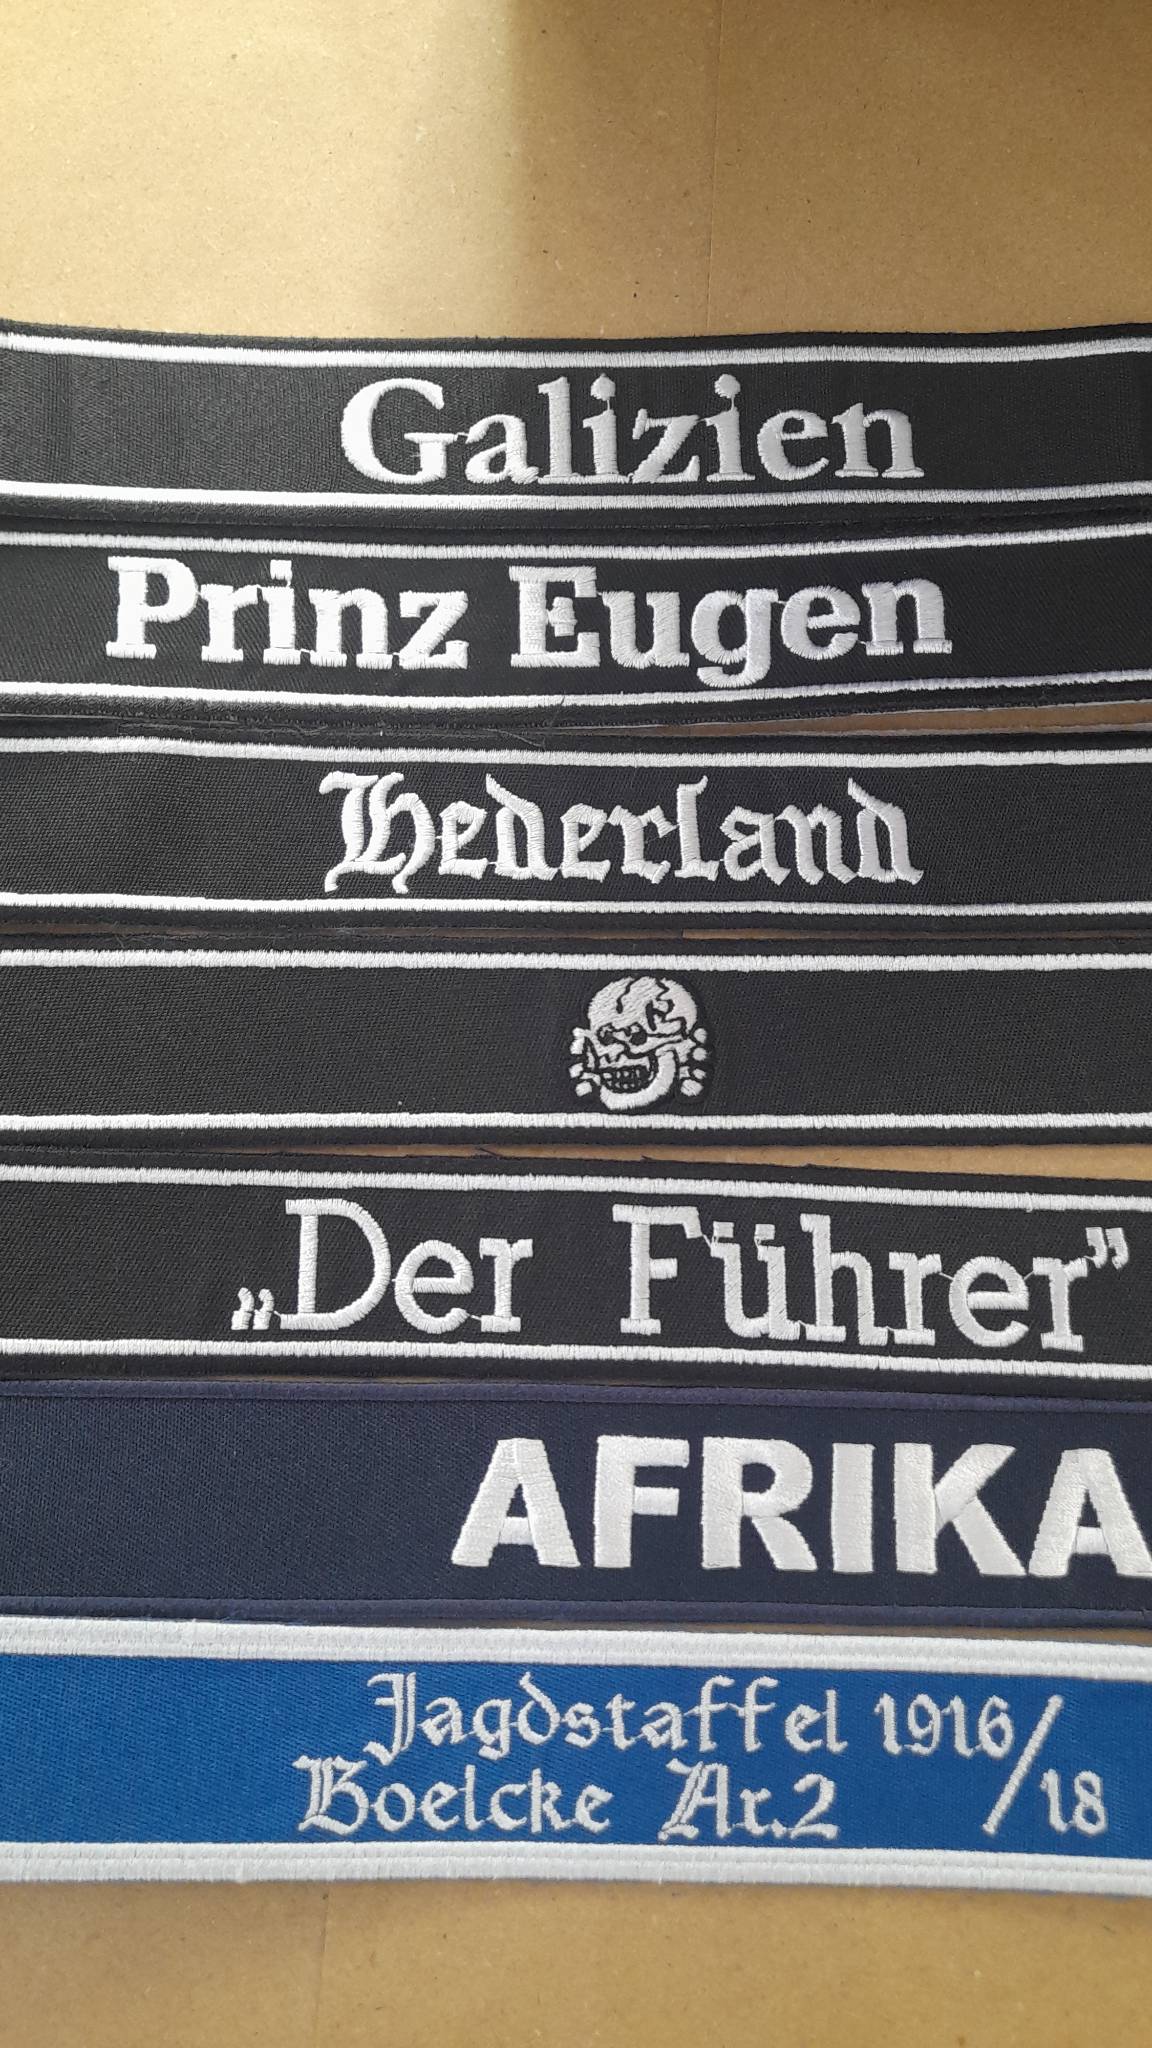 Galizien
Prinz Eugen
Nederland
„Der Führer”
AFRIKA
Jagdstaffel 1916/18
Boelcke Nr.2